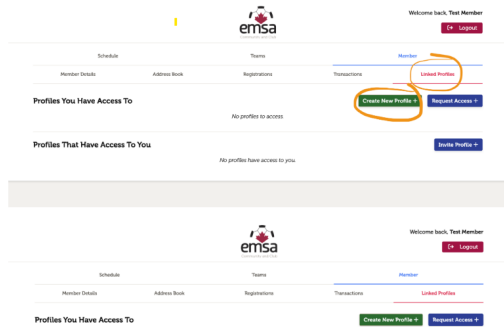 Welcome back, Test Member
emsa
Logout
Schedule
Teams
Member
Member Details
Address Book
Registrations
Transactions
Linked Profiles
Profiles You Have Access To
Create New Profile +
Request Access +
No profiles to access
Profiles That Have Access To You
Invite Profile +
No profiles have access to you.
Welcome back, Test Member
emsa
Logout
Schedule
Teams
Member
Member Details
Address Book
Registrations
Transactions
Linked Profiles
Profiles You Have Access To
Create New Profile +
Request Access +